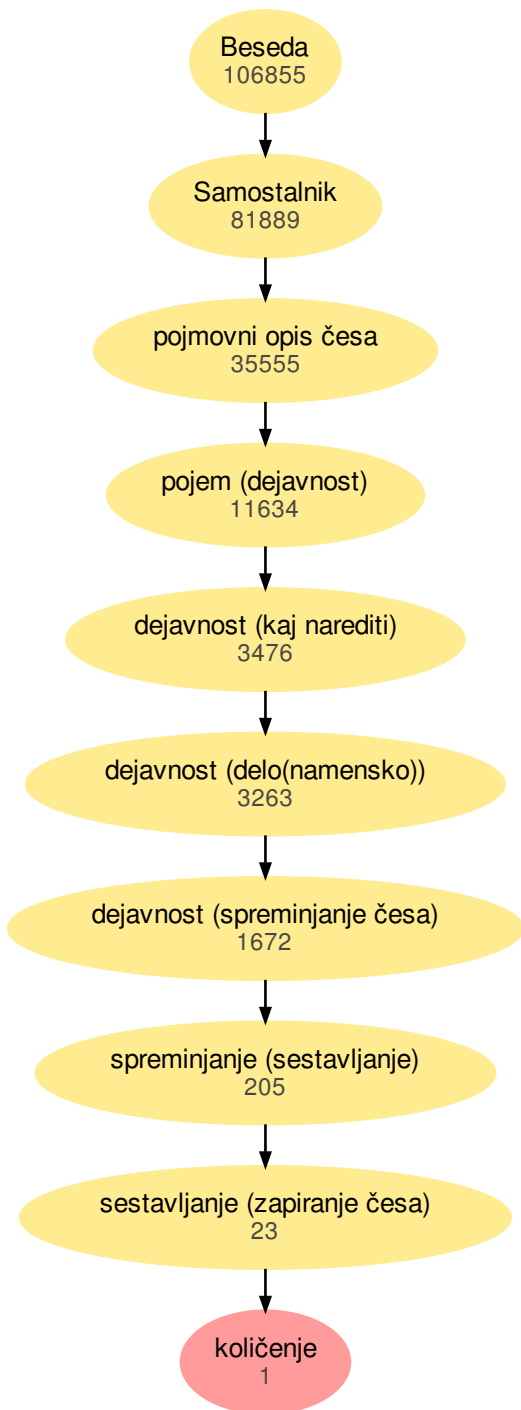 Beseda
106855
Samostalnik
81889
pojmovni opis česa
35555
pojem (dejavnost)
11634
dejavnost (kaj narediti)
3476
dejavnost (delo(namensko))
3263
dejavnost (spreminjanje česa)
1672
spreminjanje (sestavljanje)
205
sestavljanje (zapiranje česa)
23
količenje
1